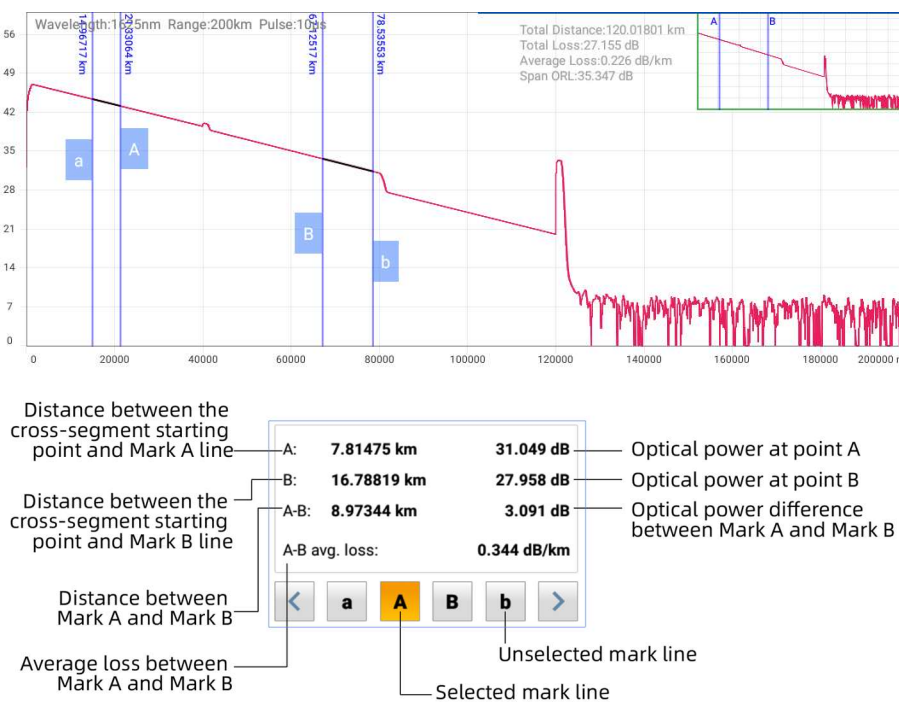 Wavelength:1625nm Range:200km Pulse:10us
14.96717 km
21.33064 km
67.12517 km
78.53553 km
Total Distance:120.01801 km
Total Loss:27.155 dB
Average Loss:0.226 dB/km
Span ORL:35.347 dB
A
B
56
49
42
35
28
21
14
7
0
a
A
B
b
0
20000
40000
60000
80000
100000
120000
140000
160000
180000
200000
Distance between the
cross-segment starting
point and Mark A line
Distance between the
cross-segment starting
point and Mark B line
Distance between
Mark A and Mark B
Average loss between
Mark A and Mark B
A: 7.81475 km 31.049 dB
B: 16.78819 km 27.958 dB
A-B: 8.97344 km 3.091 dB
A-B avg. loss: 0.344 dB/km
< a A B b >
Optical power at point A
Optical power at point B
Optical power difference
between Mark A and Mark B
Unselected mark line
Selected mark line